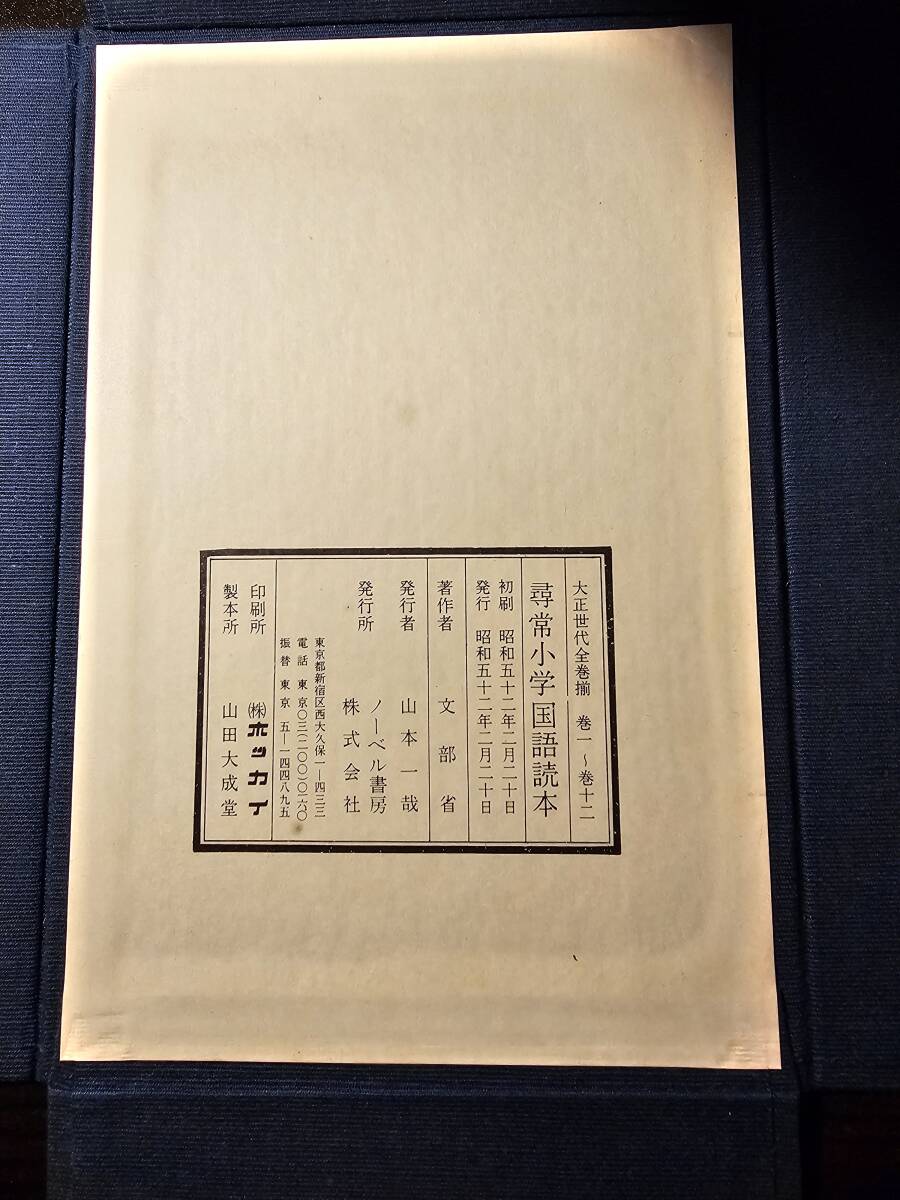 大正世代全巻揃 巻一〜巻十二
尋常小学国語読本
初刷 昭和五十二年二月二十日
発行 昭和五十二年二月二十日
著作者 文部省
発行者 山本一哉
発行所 ノーベル書房
株式会社
東京都新宿区西大久保一―四三三
電話 東京〇三(二〇〇)〇一六〇
振替 東京 五―一四四八九五
印刷所 ㈱ホッカイ
製本所 山田大成堂